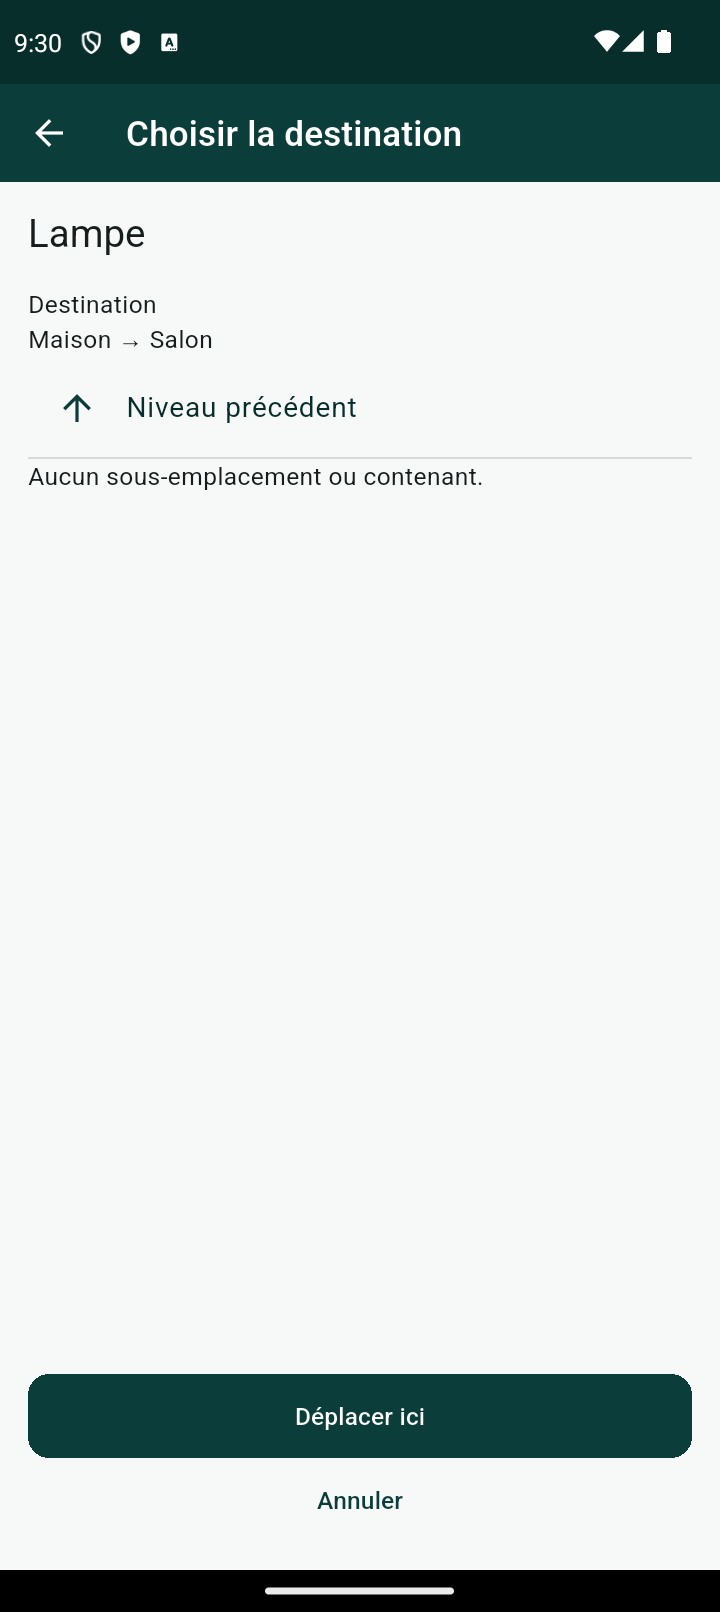 9:30
Choisir la destination
Lampe
Destination
Maison → Salon
Niveau précédent
Aucun sous-emplacement ou contenant.
Déplacer ici
Annuler